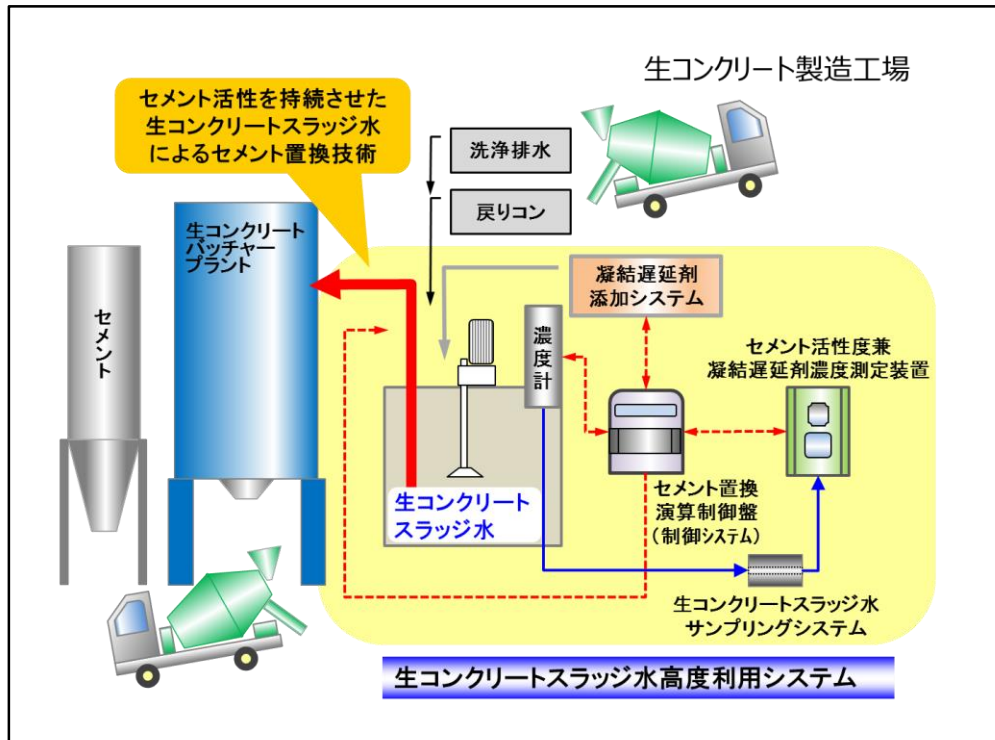 生コンクリート製造工場
セメント活性を持続させた
生コンクリートスラッジ水
によるセメント置換技術
洗浄排水
戻りコン
生コンクリート
バッチャー
プラント
セメント
凝結遅延剤
添加システム
濃度計
セメント活性度兼
凝結遅延剤濃度測定装置
生コンクリート
スラッジ水
セメント置換
演算制御盤
(制御システム)
生コンクリートスラッジ水
サンプリングシステム
生コンクリートスラッジ水高度利用システム